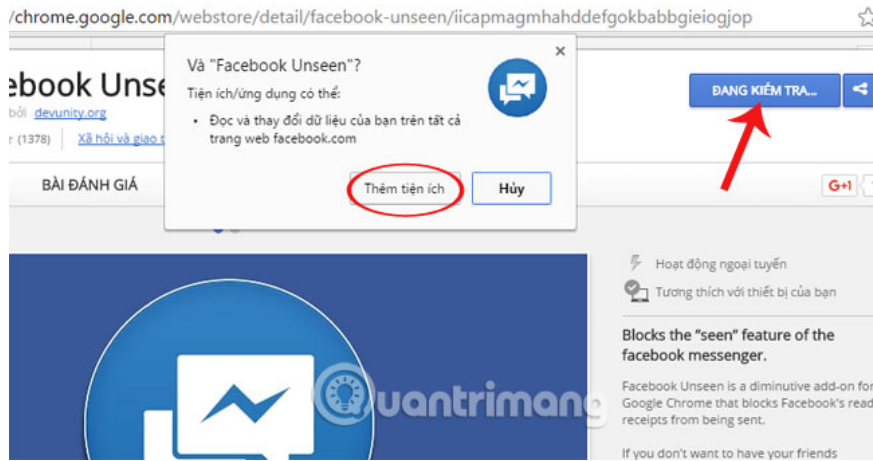 /chrome.google.com/webstore/detail/facebook-unseen/iicapmagmhahddefgokbabbgieiogjop
ebook Unse
bởi devunity.org
(1378) Xã hội và giao t
BÀI ĐÁNH GIÁ
Và "Facebook Unseen"?
Tiện ích/ứng dụng có thể:
• Đọc và thay đổi dữ liệu của bạn trên tất cả
trang web facebook.com
Thêm tiện ích Hủy
ĐANG KIỂM TRA...
G+1
Hoạt động ngoại tuyến
Tương thích với thiết bị của bạn
Blocks the "seen" feature of the
facebook messenger.
Facebook Unseen is a diminutive add-on for
Google Chrome that blocks Facebook's read
receipts from being sent.
If you don't want to have your friends
Quantrimang